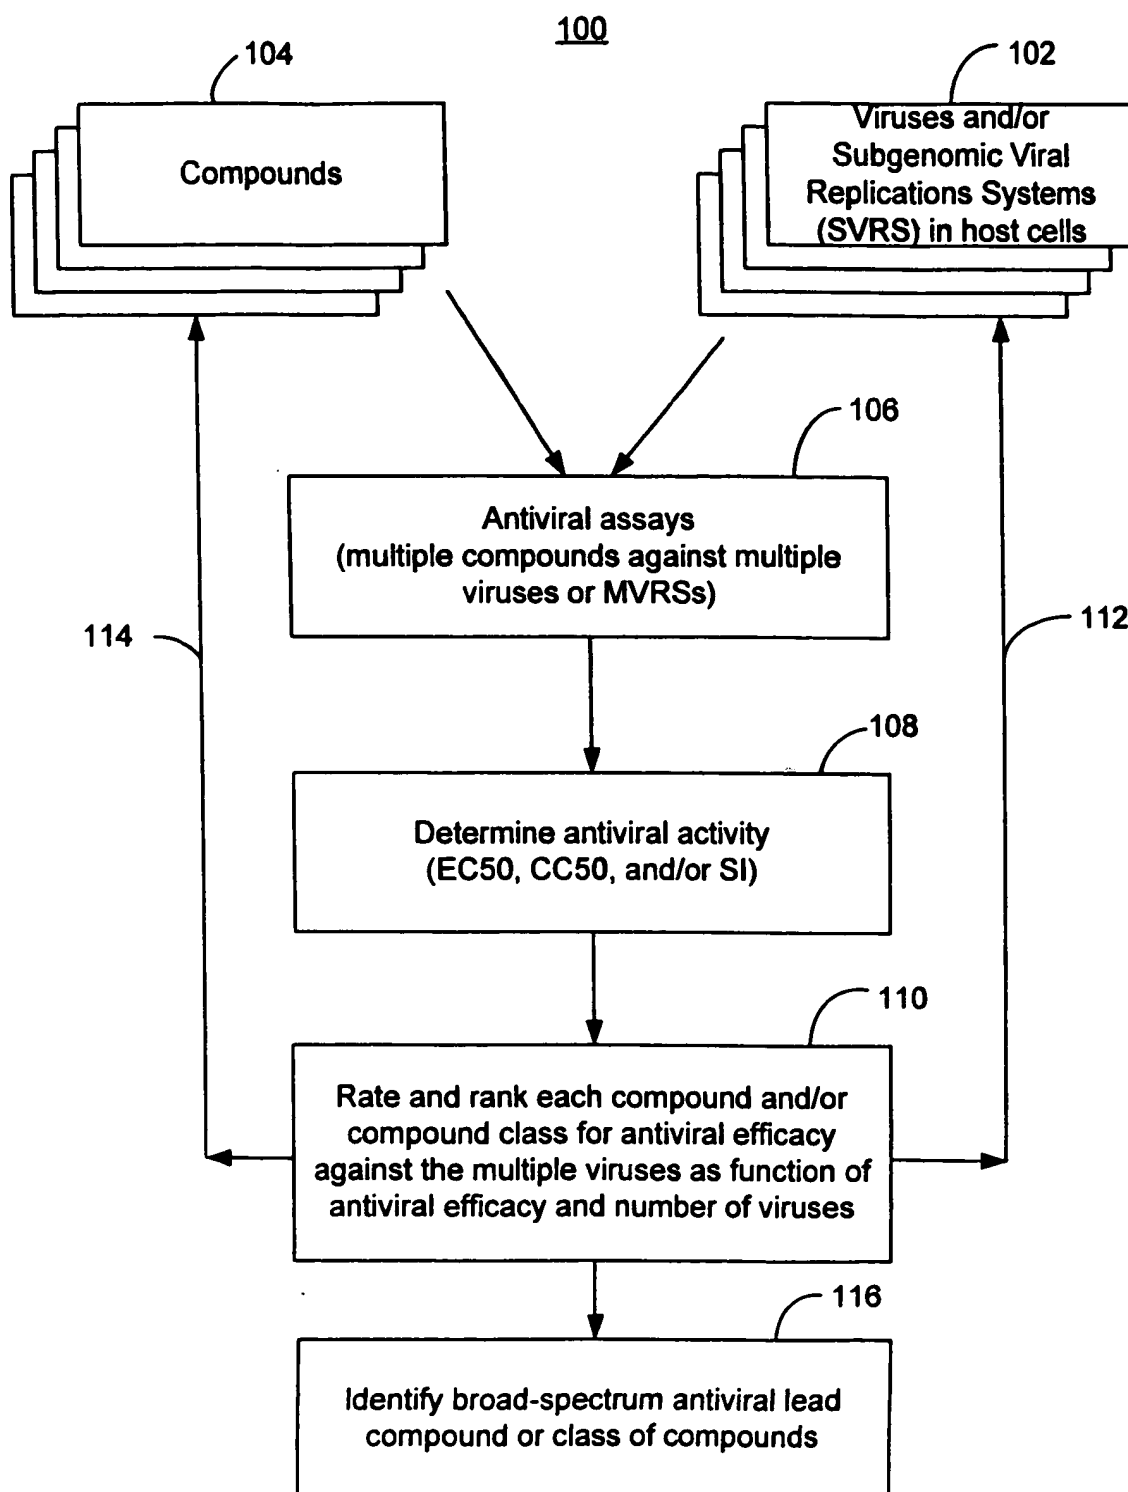 100
104
102
Compounds
Viruses and/or
Subgenomic Viral
Replications Systems
(SVRS) in host cells
106
Antiviral assays
(multiple compounds against multiple
viruses or MVRSs)
114
112
108
Determine antiviral activity
(EC50, CC50, and/or SI)
110
Rate and rank each compound and/or
compound class for antiviral efficacy
against the multiple viruses as function of
antiviral efficacy and number of viruses
116
Identify broad-spectrum antiviral lead
compound or class of compounds